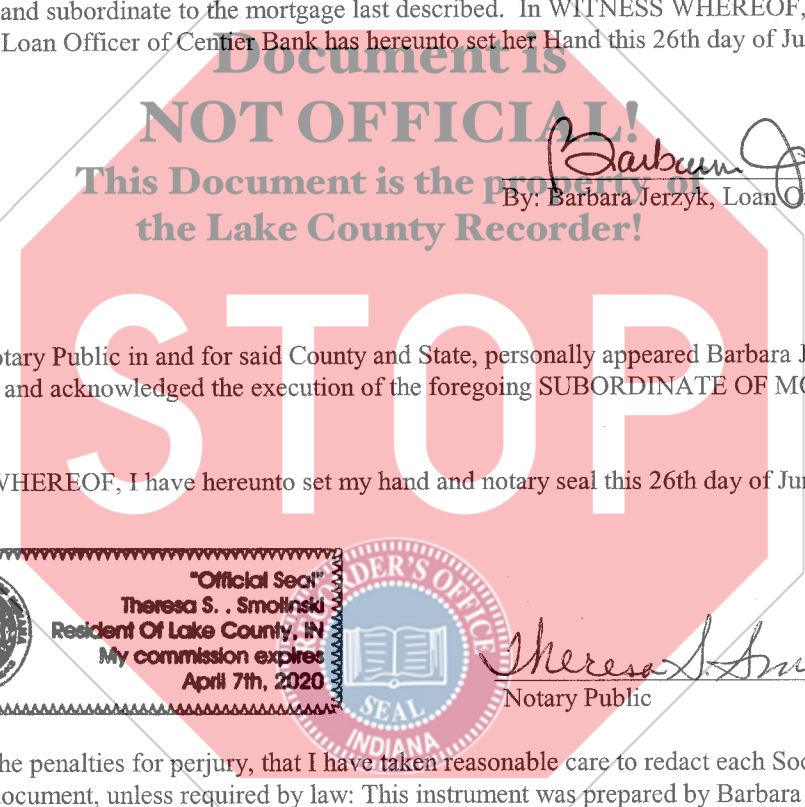 and subordinate to the mortgage last described. In WITNESS WHEREOF,
Loan Officer of Centier Bank has hereunto set her Hand this 26th day of Ju
Document is
NOT OFFICIAL!
This Document is the property of
the Lake County Recorder!
Barbara J
By: Barbara Jerzyk, Loan O
STOP
otary Public in and for said County and State, personally appeared Barbara J
and acknowledged the execution of the foregoing SUBORDINATE OF MO
WHEREOF, I have hereunto set my hand and notary seal this 26th day of Ju
"Official Seal"
Theresa S. . Smolinski
Resident Of Lake County, IN
My commission expires
April 7th, 2020
RDER'S OFFICE
SEAL
INDIANA
Theresa S. Sm
Notary Public
he penalties for perjury, that I have taken reasonable care to redact each Soc
ocument, unless required by law: This instrument was prepared by Barbara